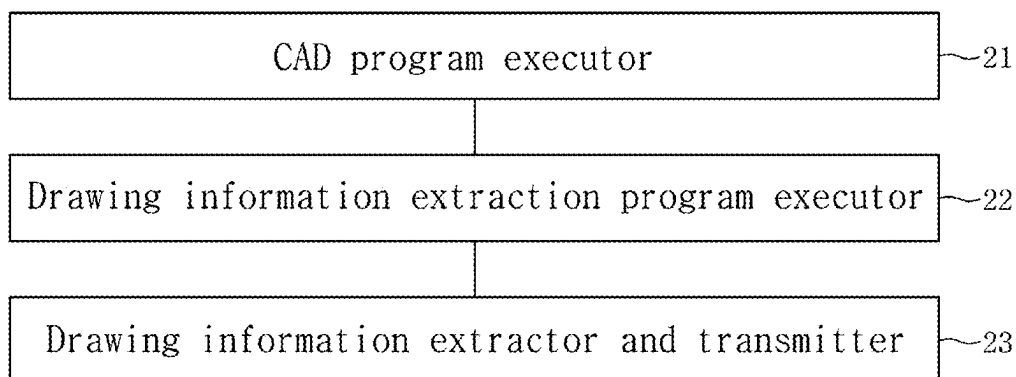 CAD program executor 21
Drawing information extraction program executor 22
Drawing information extractor and transmitter 23